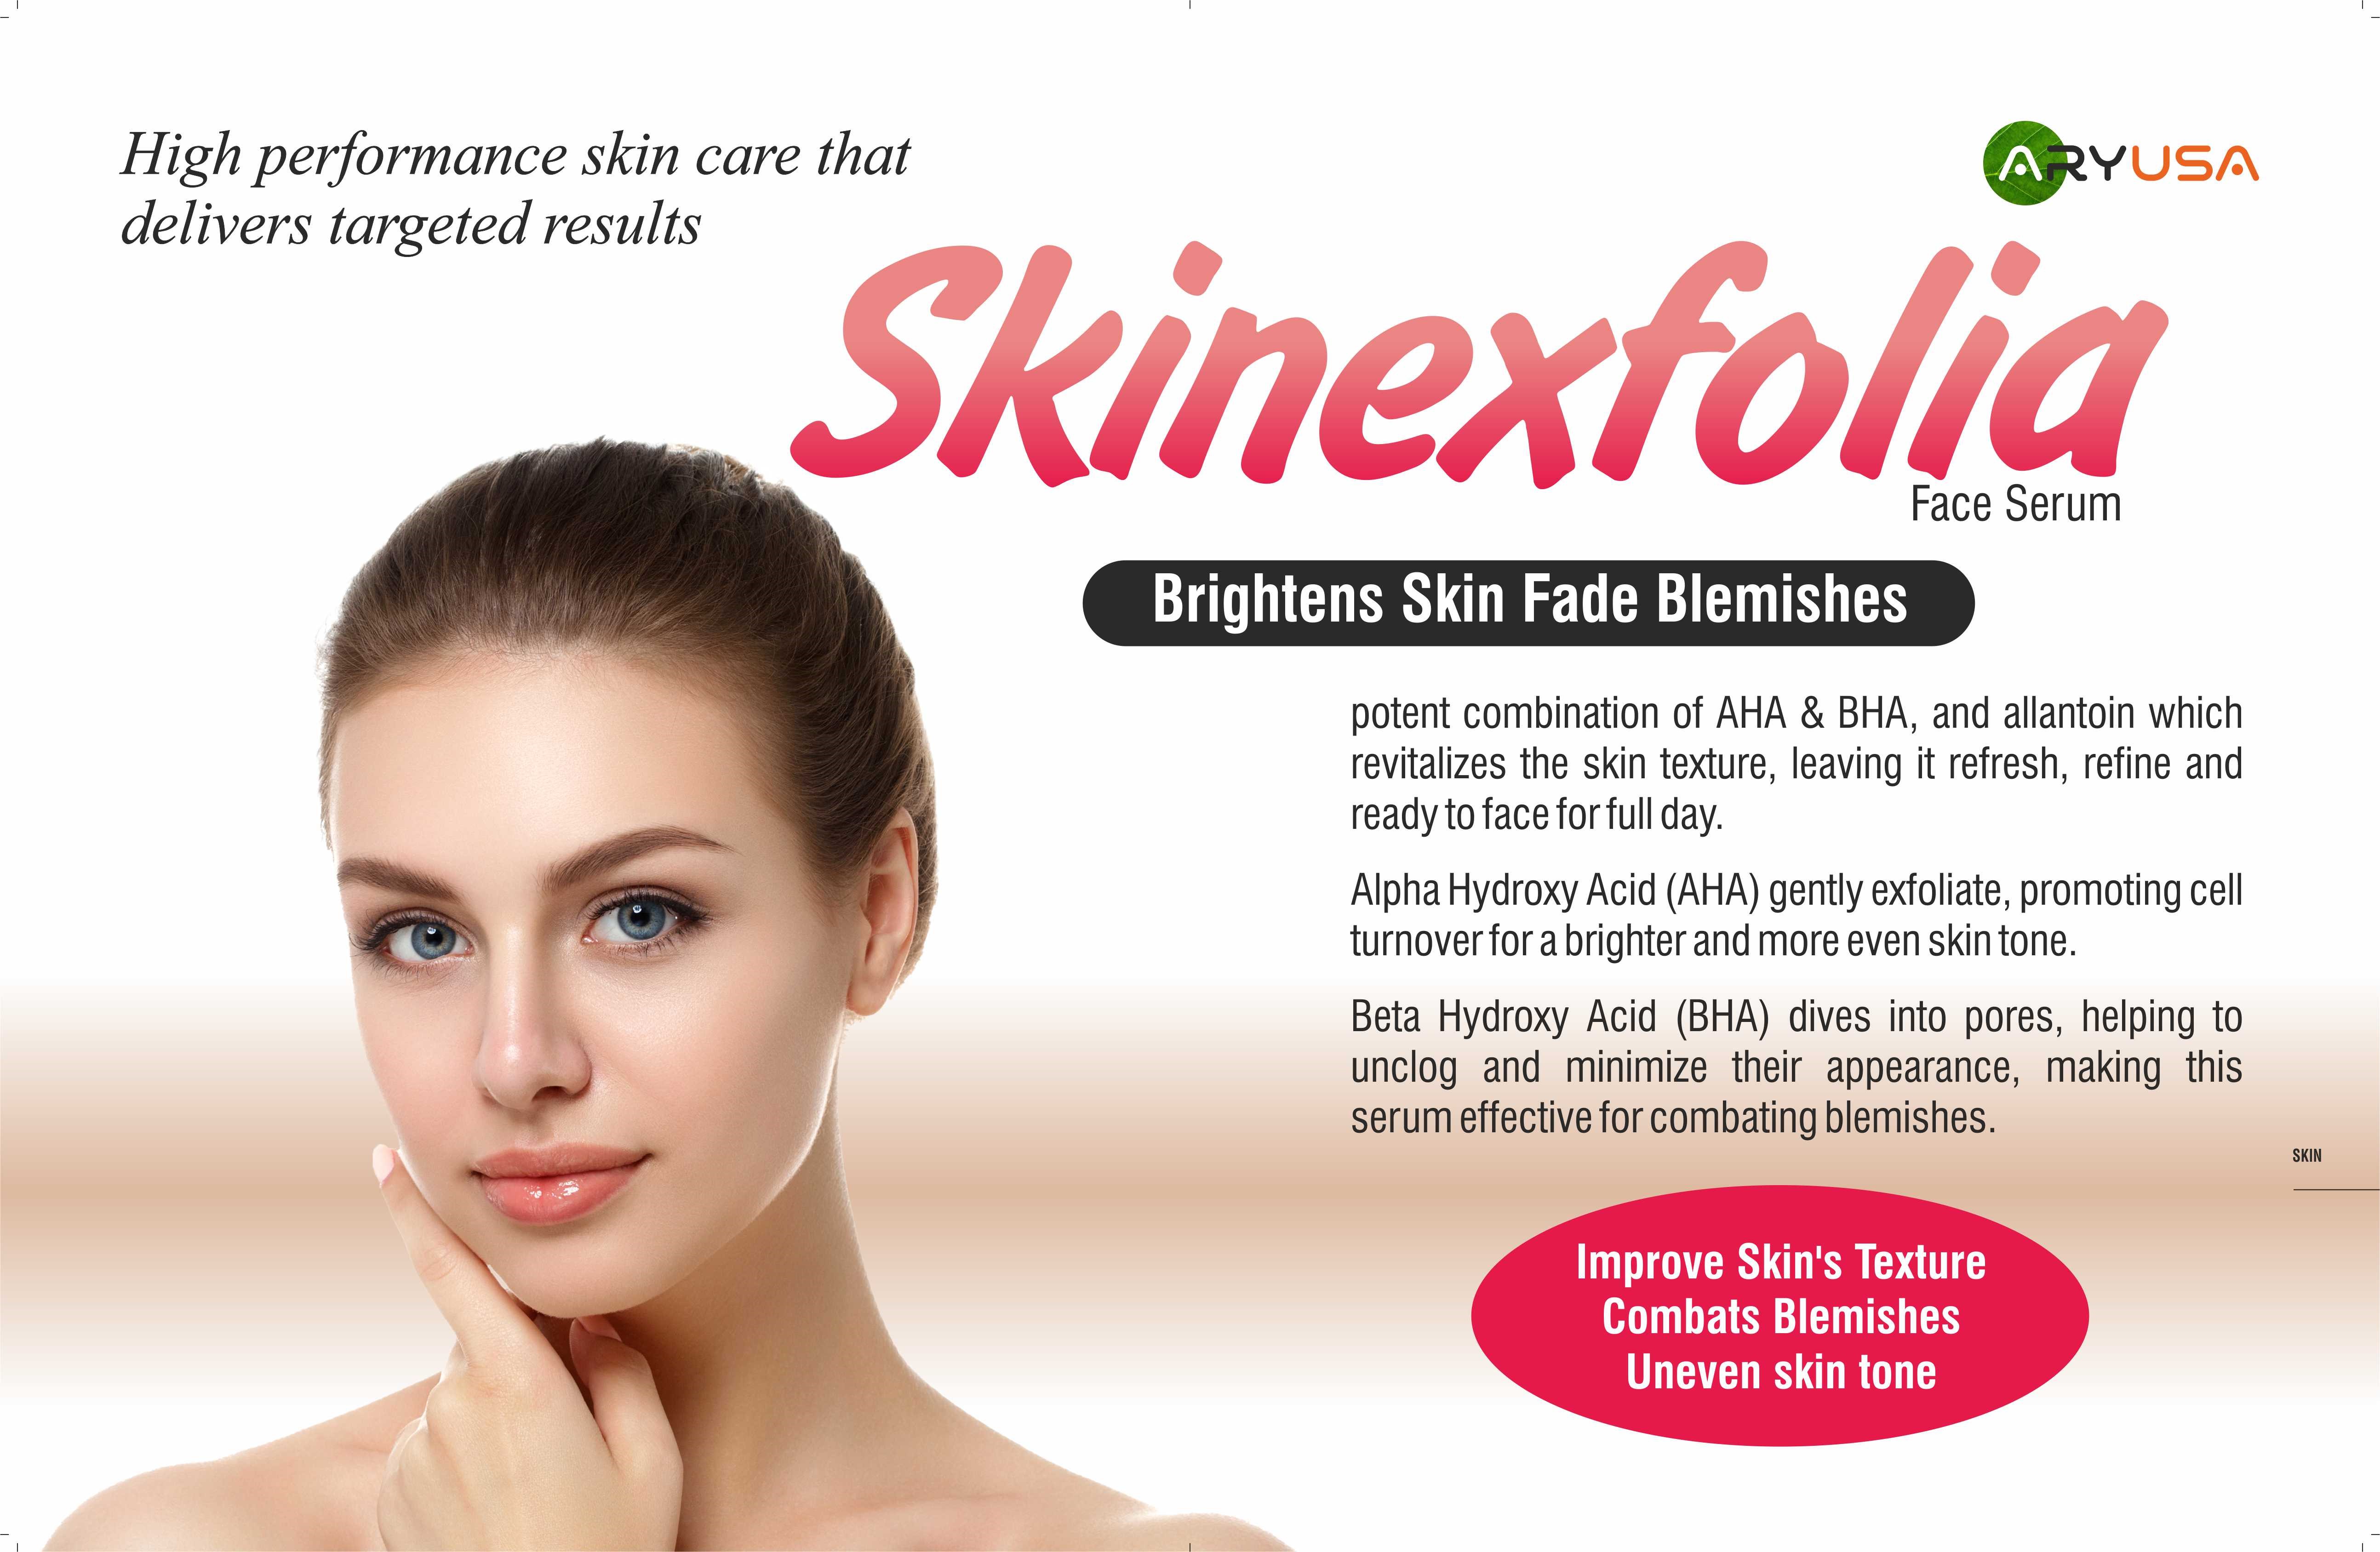 High performance skin care that
delivers targeted results
ARYUSA
Skinexfolia
Face Serum
Brightens Skin Fade Blemishes
potent combination of AHA & BHA, and allantoin which
revitalizes the skin texture, leaving it refresh, refine and
ready to face for full day.
Alpha Hydroxy Acid (AHA) gently exfoliate, promoting cell
turnover for a brighter and more even skin tone.
Beta Hydroxy Acid (BHA) dives into pores, helping to
unclog and minimize their appearance, making this
serum effective for combating blemishes.
SKIN
Improve Skin's Texture
Combats Blemishes
Uneven skin tone